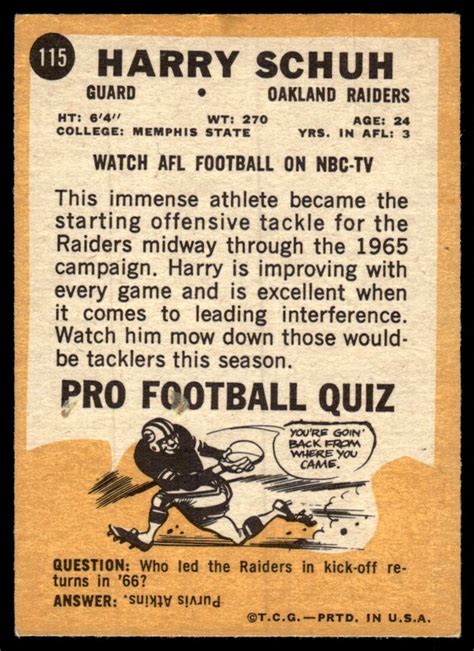 115
HARRY SCHUH
GUARD • OAKLAND RAIDERS
HT: 6'4" WT: 270 AGE: 24
COLLEGE: MEMPHIS STATE YRS. IN AFL: 3
WATCH AFL FOOTBALL ON NBC-TV
This immense athlete became the
starting offensive tackle for the
Raiders midway through the 1965
campaign. Harry is improving with
every game and is excellent when
it comes to leading interference.
Watch him mow down those would-
be tacklers this season.
PRO FOOTBALL QUIZ
YOU'RE GOIN'
BACK FROM
WHERE YOU
CAME.
QUESTION: Who led the Raiders in kick-off re-
turns in '66?
ANSWER: Purvis Atkins.
©T.C.G.—PRTD. IN U.S.A.